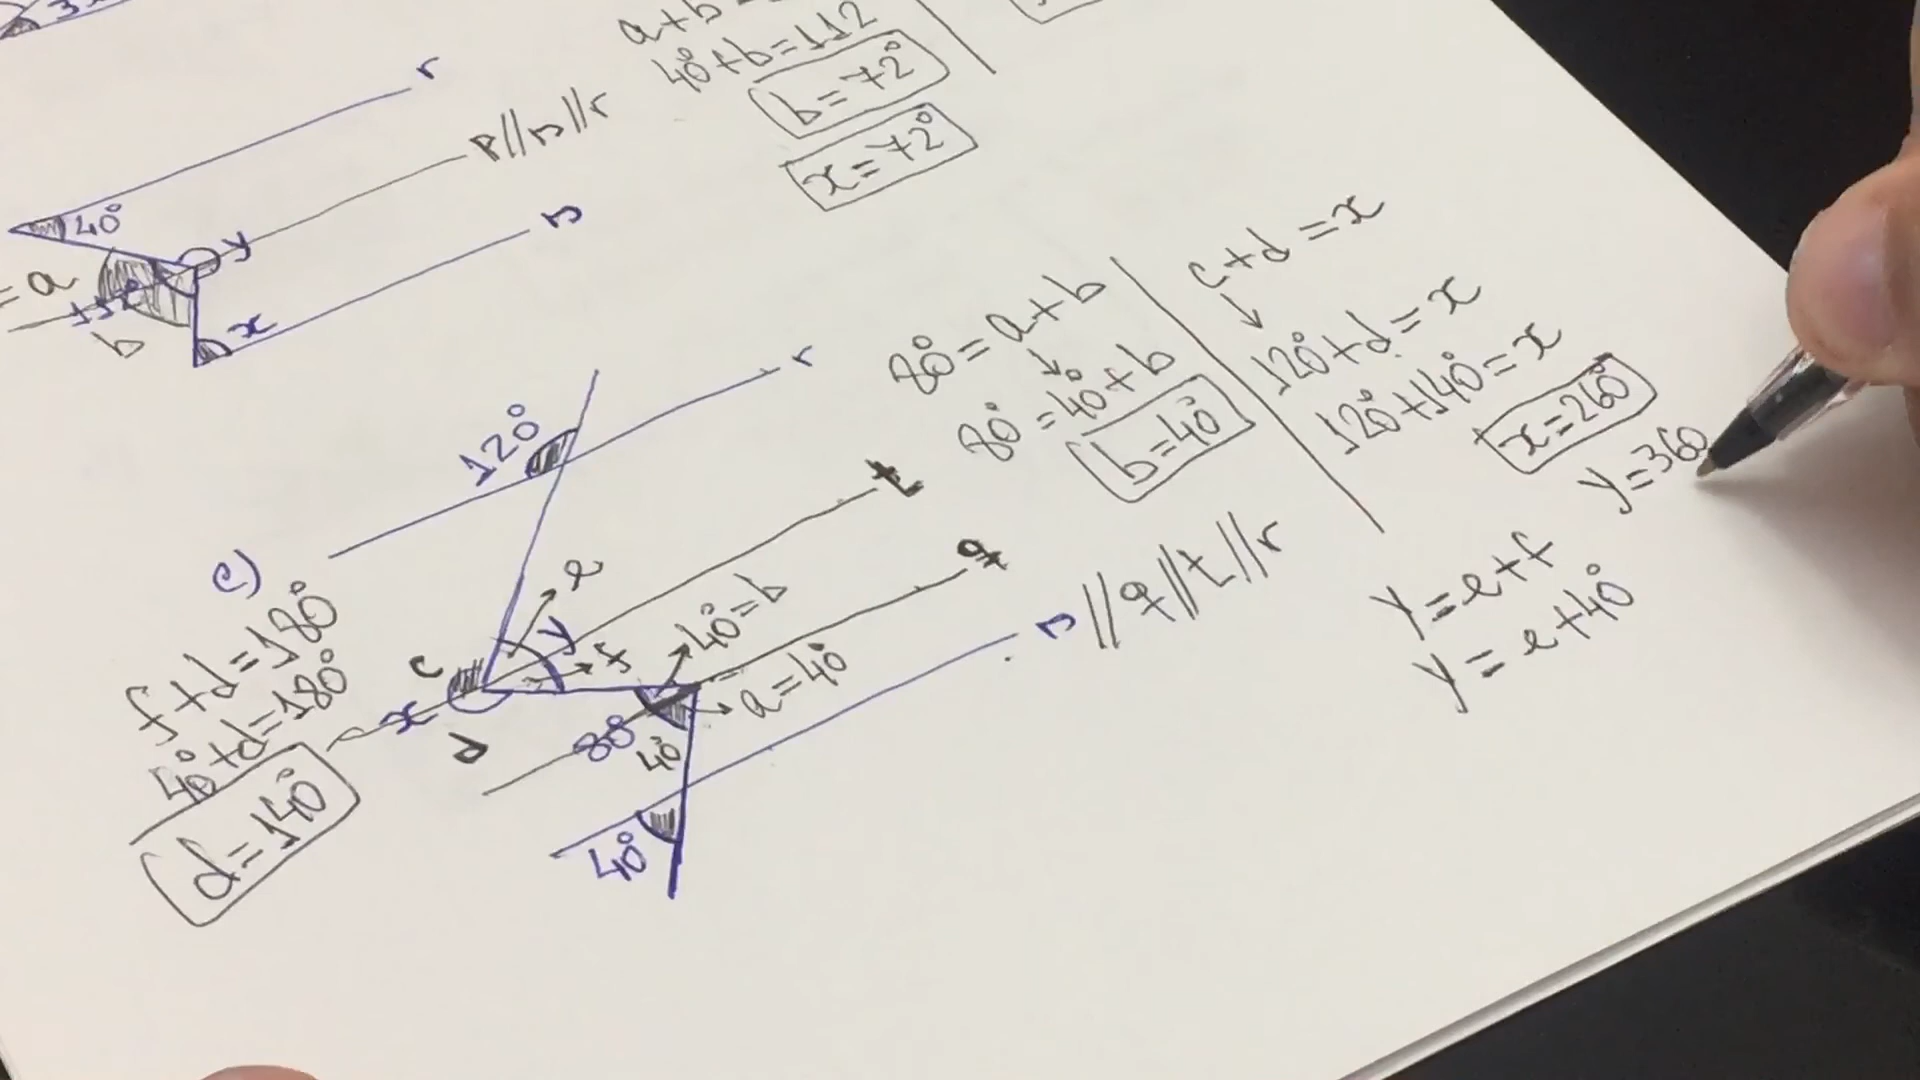 3x
a+b=
40°+b=112
b=72°
x=72°
r
p//s//r
s
40°
y
=a
b
x
c+d=x
120°+d=x
120°+140°=x
x=260°
y=360
80°=a+b
80°=40°+b
b=40°
r
120°
t
q
s//q//t//r
y=e+f
y=e+40°
e)
f+d=180°
40°+d=180°
d=140°
e
y
f
40°=b
a=40°
c
x
d
80°
40°
40°